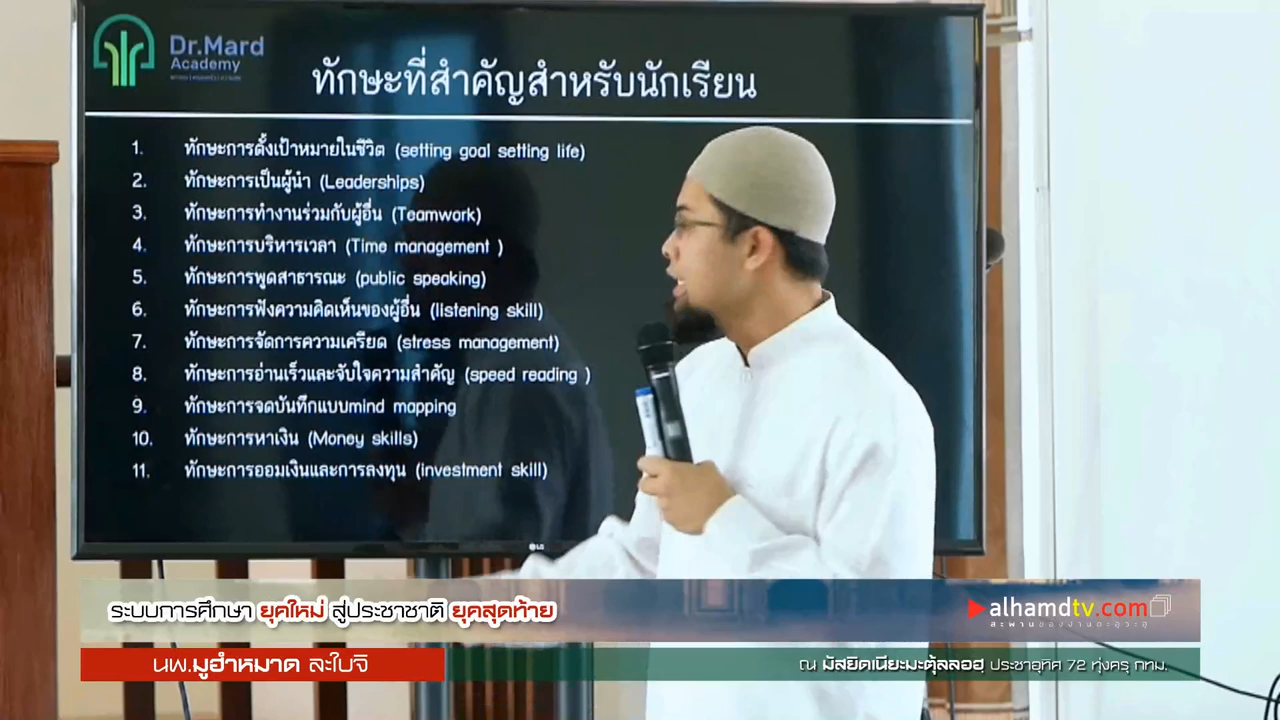 Dr.Mard
Academy
ทักษะที่สำคัญสำหรับนักเรียน
1. ทักษะการตั้งเป้าหมายในชีวิต (setting goal setting life)
2. ทักษะการเป็นผู้นำ (Leaderships)
3. ทักษะการทำงานร่วมกับผู้อื่น (Teamwork)
4. ทักษะการบริหารเวลา (Time management )
5. ทักษะการพูดสาธารณะ (public speaking)
6. ทักษะการฟังความคิดเห็นของผู้อื่น (listening skill)
7. ทักษะการจัดการความเครียด (stress management)
8. ทักษะการอ่านเร็วและจับใจความสำคัญ (speed reading )
9. ทักษะการจดบันทึกแบบmind mapping
10. ทักษะการหาเงิน (Money skills)
11. ทักษะการออมเงินและการลงทุน (investment skill)
LG
ระบบการศึกษา ยุคใหม่ สู่ประชาชาติ ยุคสุดท้าย
alhamdtv.com
สะพานของงานดะอฺวะฮฺ
นพ.มูฮำหมาด ละใบจิ
ณ มัสยิดเนียะมะตุ้ลลอฮฺ ประชาอุทิศ 72 ทุ่งครุ กทม.